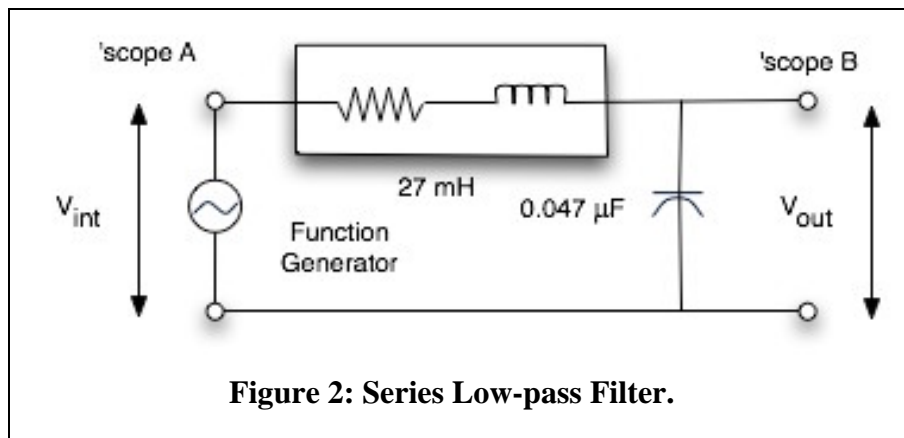 'scope A
'scope B
27 mH
V_int
0.047 µF
V_out
Function
Generator
Figure 2: Series Low-pass Filter.